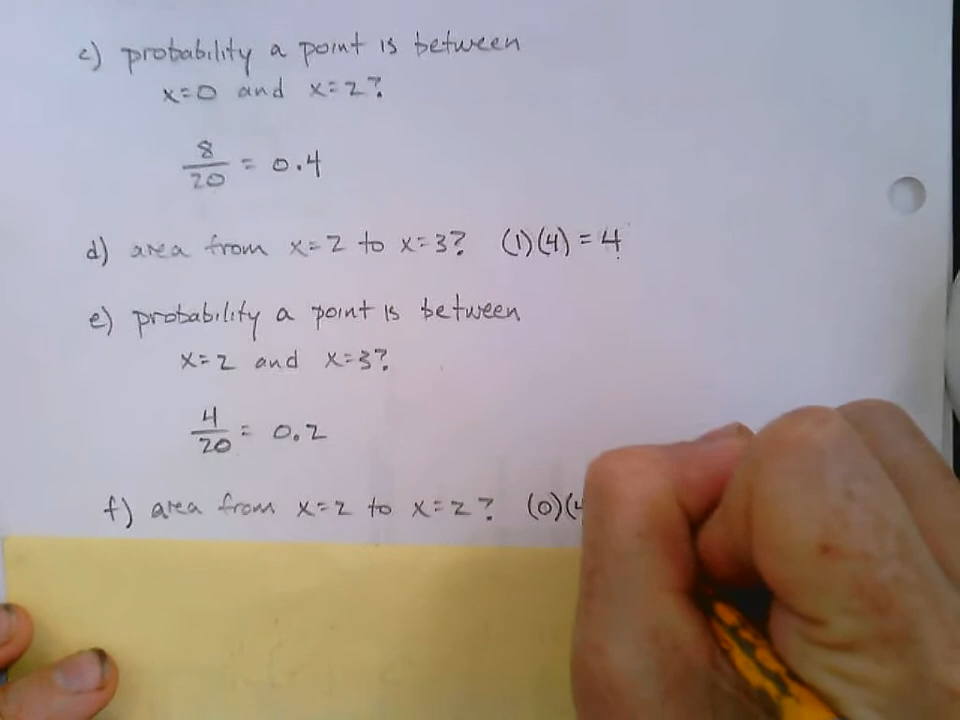 c) probability a point is between
x=0 and x=2?
8/20 = 0.4
d) area from x=2 to x=3? (1)(4) = 4
e) probability a point is between
x=2 and x=3?
4/20 = 0.2
f) area from x=2 to x=2? (0)(4